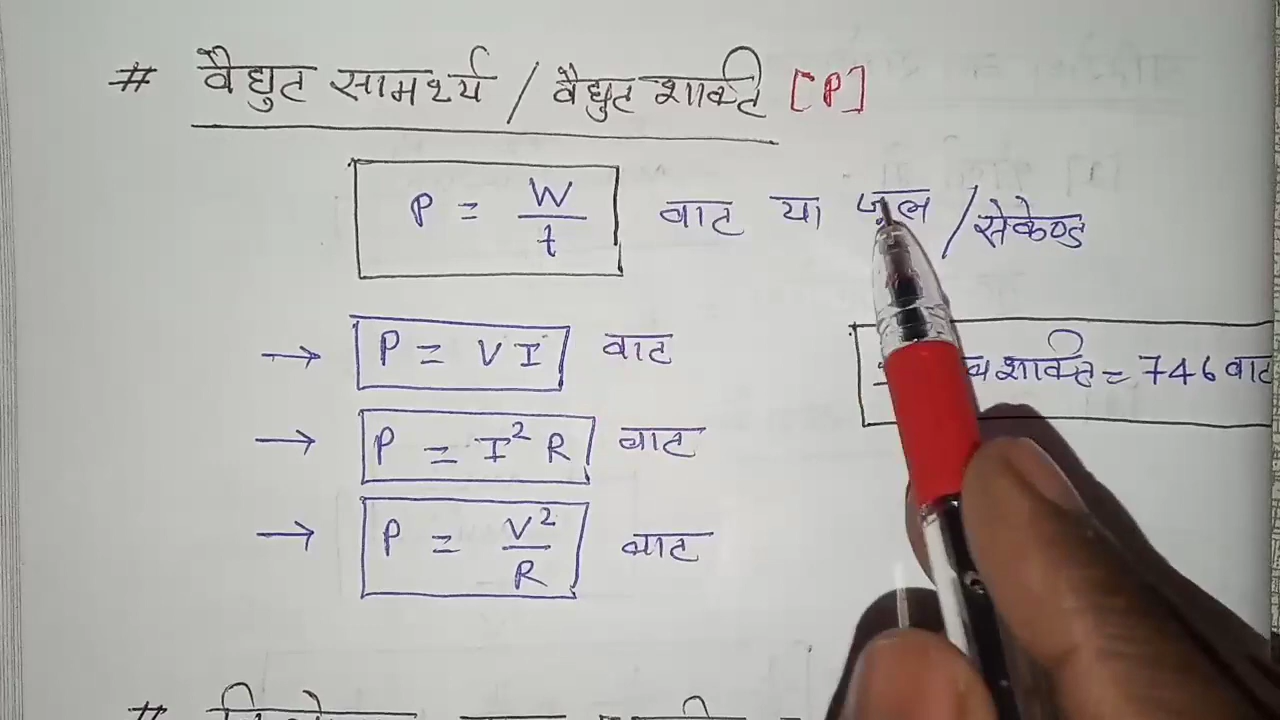 # वैद्युत सामर्थ्य / वैद्युत शक्ति [P]
P = W/t वाट या जूल / सेकेण्ड
→ P = VI वाट
शक्ति = 746 वाट
→ P = I² R वाट
→ P = V²/R वाट
#